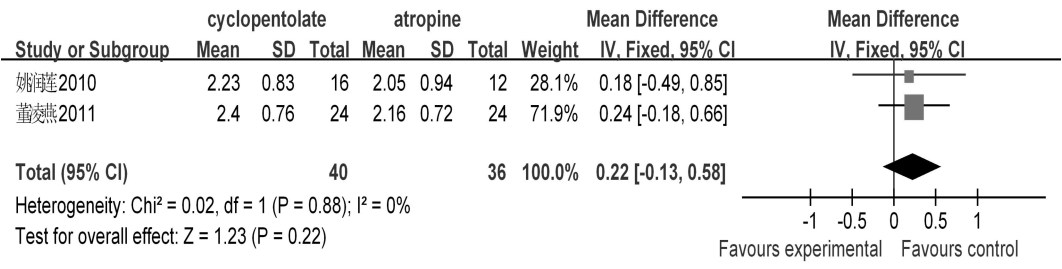 cyclopentolate atropine Mean Difference Mean Difference
Study or Subgroup Mean SD Total Mean SD Total Weight IV, Fixed, 95% CI IV, Fixed, 95% CI
姚润莲2010 2.23 0.83 16 2.05 0.94 12 28.1% 0.18 [-0.49, 0.85]
董凌燕2011 2.4 0.76 24 2.16 0.72 24 71.9% 0.24 [-0.18, 0.66]
Total (95% CI) 40 36 100.0% 0.22 [-0.13, 0.58]
Heterogeneity: Chi² = 0.02, df = 1 (P = 0.88); I² = 0%
Test for overall effect: Z = 1.23 (P = 0.22)
-1 -0.5 0 0.5 1
Favours experimental Favours control